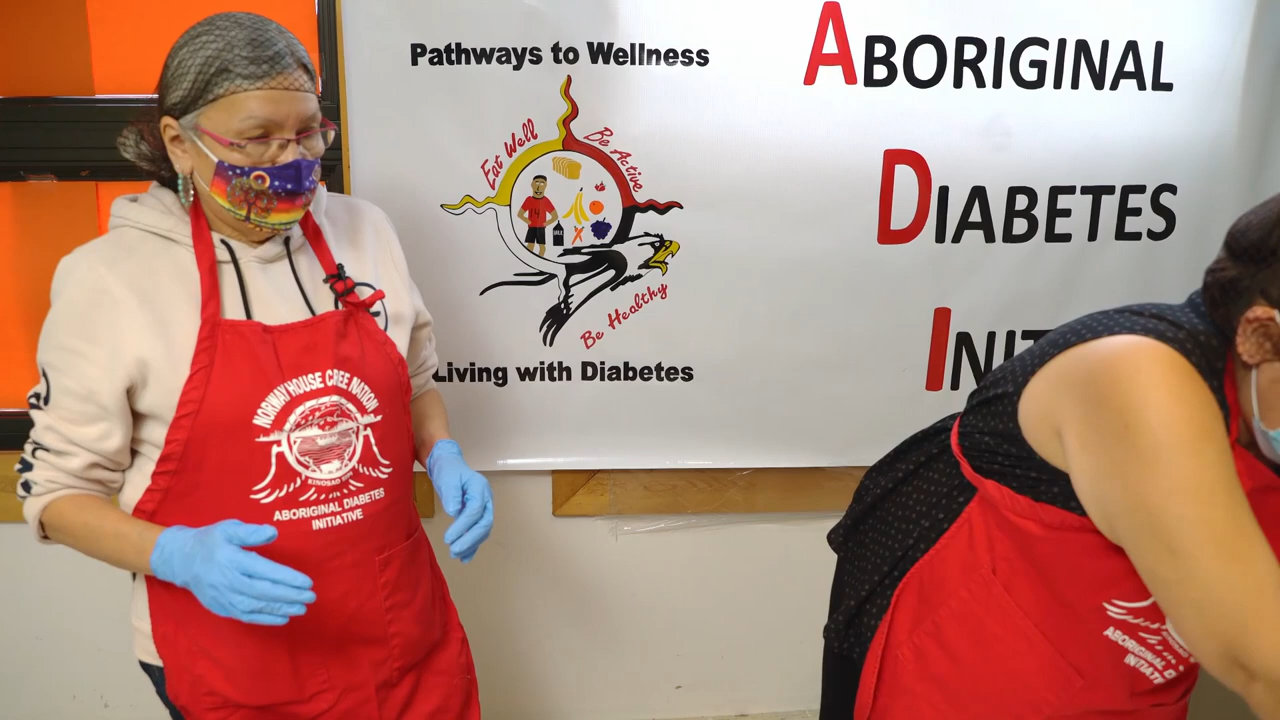 Pathways to Wellness
Eat Well
Be Active
Be Healthy
Living with Diabetes
ABORIGINAL
DIABETES
INIT
NORWAY HOUSE CREE NATION
ABORIGINAL DIABETES
INITIATIVE
ABORIGINAL D
INITIATI